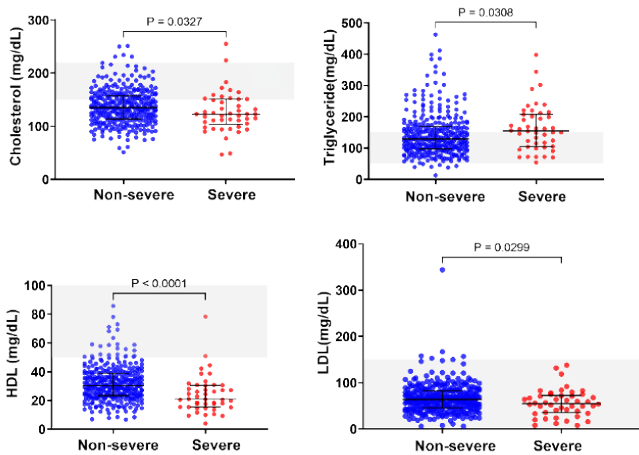 P = 0.0327
Cholesterol (mg/dL)
200
100
0
Non-severe Severe
P = 0.0308
Triglyceride(mg/dL)
500
400
300
200
100
0
Non-severe Severe
P < 0.0001
HDL (mg/dL)
100
80
60
40
20
0
Non-severe Severe
P = 0.0299
LDL(mg/dL)
400
300
200
100
0
Non-severe Severe